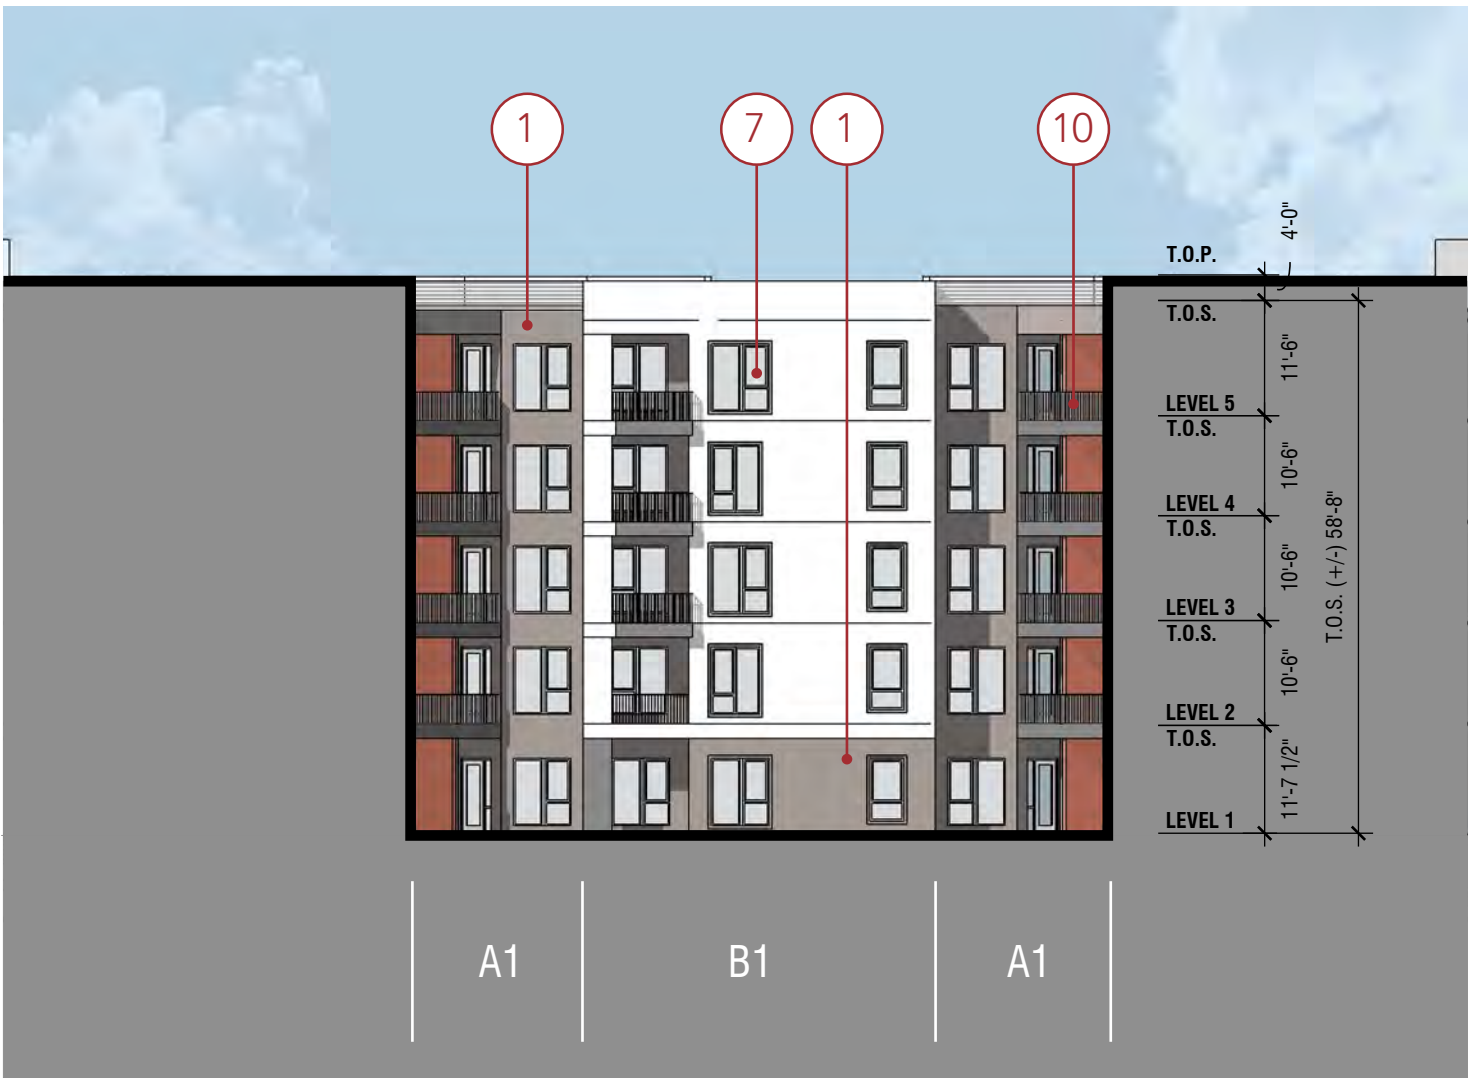 1
7
1
10
4'-0"
T.O.P.
T.O.S.
11'-6"
LEVEL 5
T.O.S.
10'-6"
LEVEL 4
T.O.S.
T.O.S. (+/-) 58'-8"
10'-6"
LEVEL 3
T.O.S.
10'-6"
LEVEL 2
T.O.S.
11'-7 1/2"
LEVEL 1
A1
B1
A1